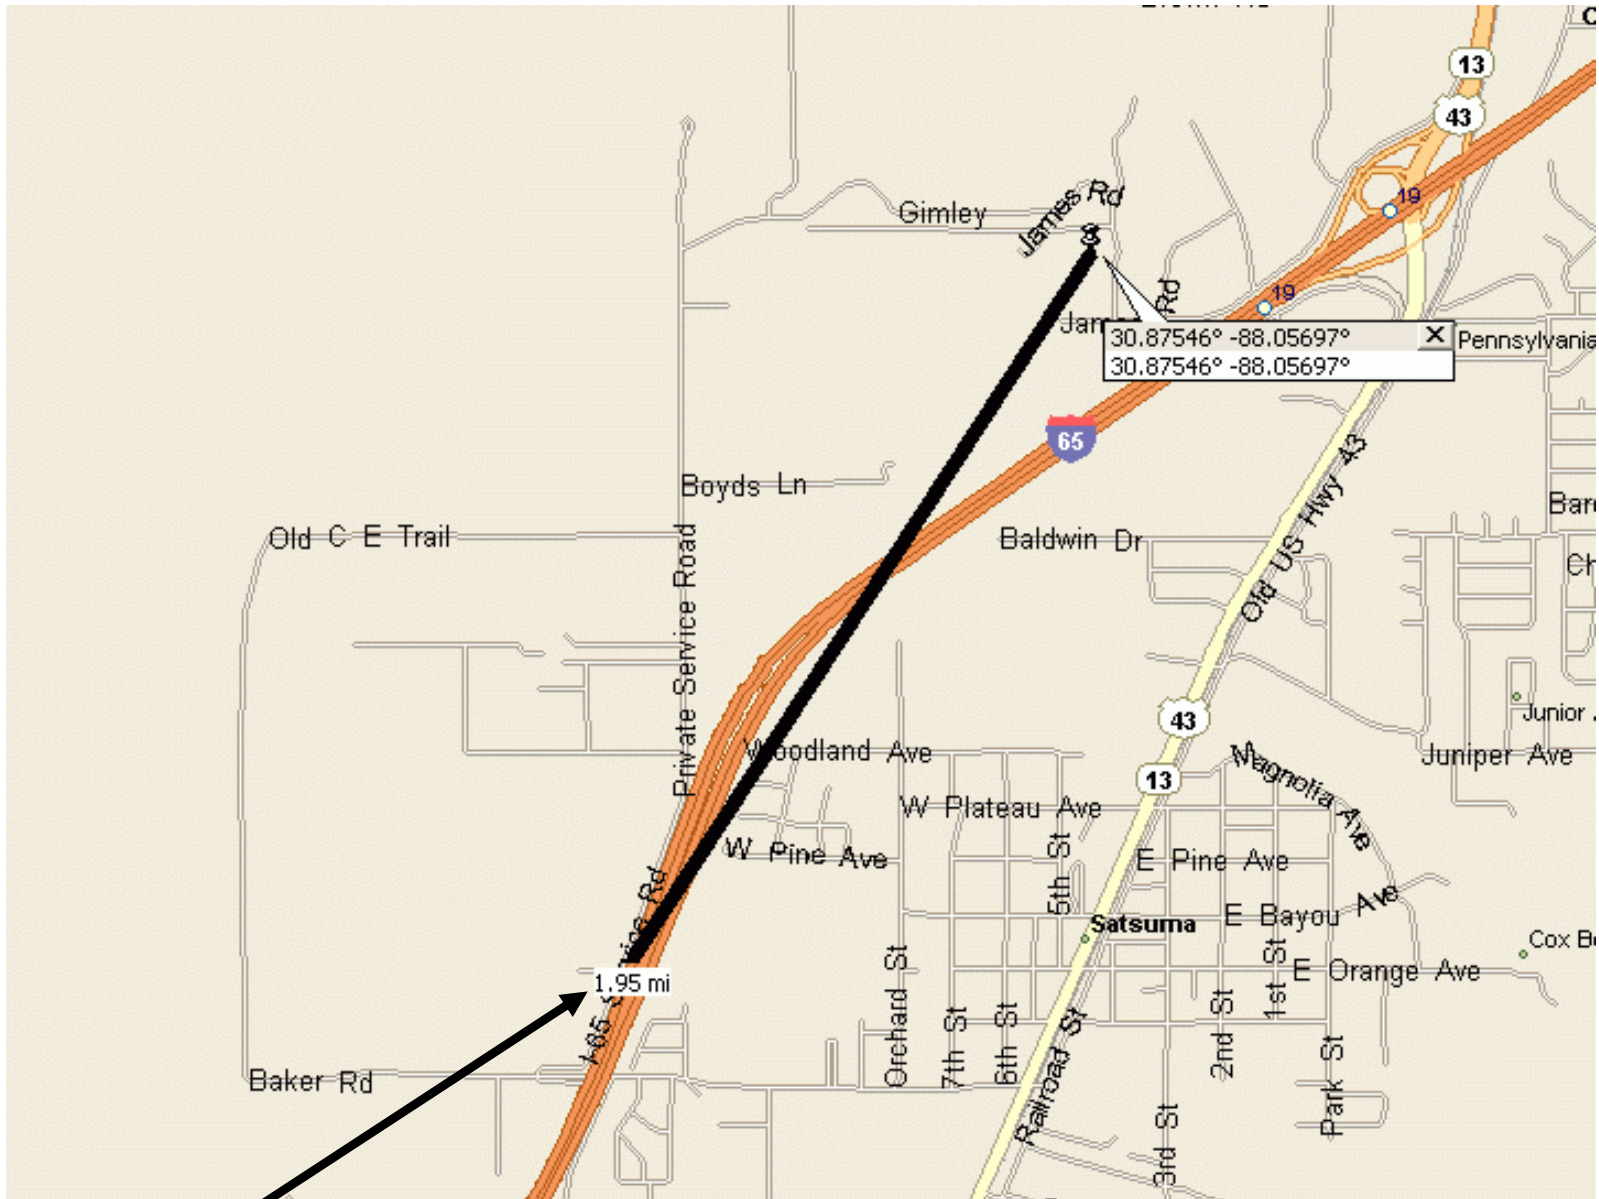 13
43
19
James Rd
Gimley
19
Rd
30.87546° -88.05697°
30.87546° -88.05697°
Pennsylvania
65
Old US Hwy 43
Boyds Ln
Old C E Trail
Baldwin Dr
Private Service Road
43
Junior
Woodland Ave
Juniper Ave
13
Magnolia Ave
W Plateau Ave
W Pine Ave
5th St
E Pine Ave
E Bayou Ave
Satsuma
Cox
1.95 mi
E Orange Ave
Orchard St
7th St
6th St
Railroad St
2nd St
1st St
Park St
3rd St
Baker Rd
I-65 Service Rd